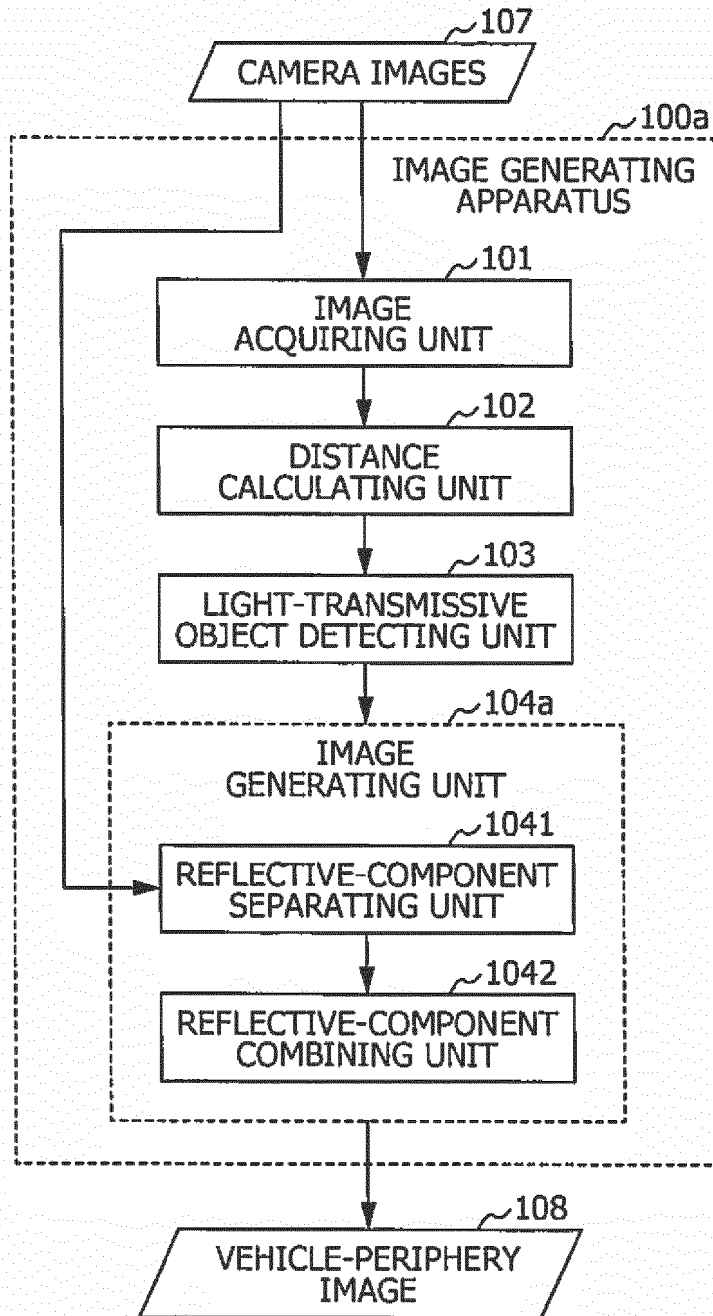 107
CAMERA IMAGES
100a
IMAGE GENERATING
APPARATUS
101
IMAGE
ACQUIRING UNIT
102
DISTANCE
CALCULATING UNIT
103
LIGHT-TRANSMISSIVE
OBJECT DETECTING UNIT
104a
IMAGE
GENERATING UNIT
1041
REFLECTIVE-COMPONENT
SEPARATING UNIT
1042
REFLECTIVE-COMPONENT
COMBINING UNIT
108
VEHICLE-PERIPHERY
IMAGE